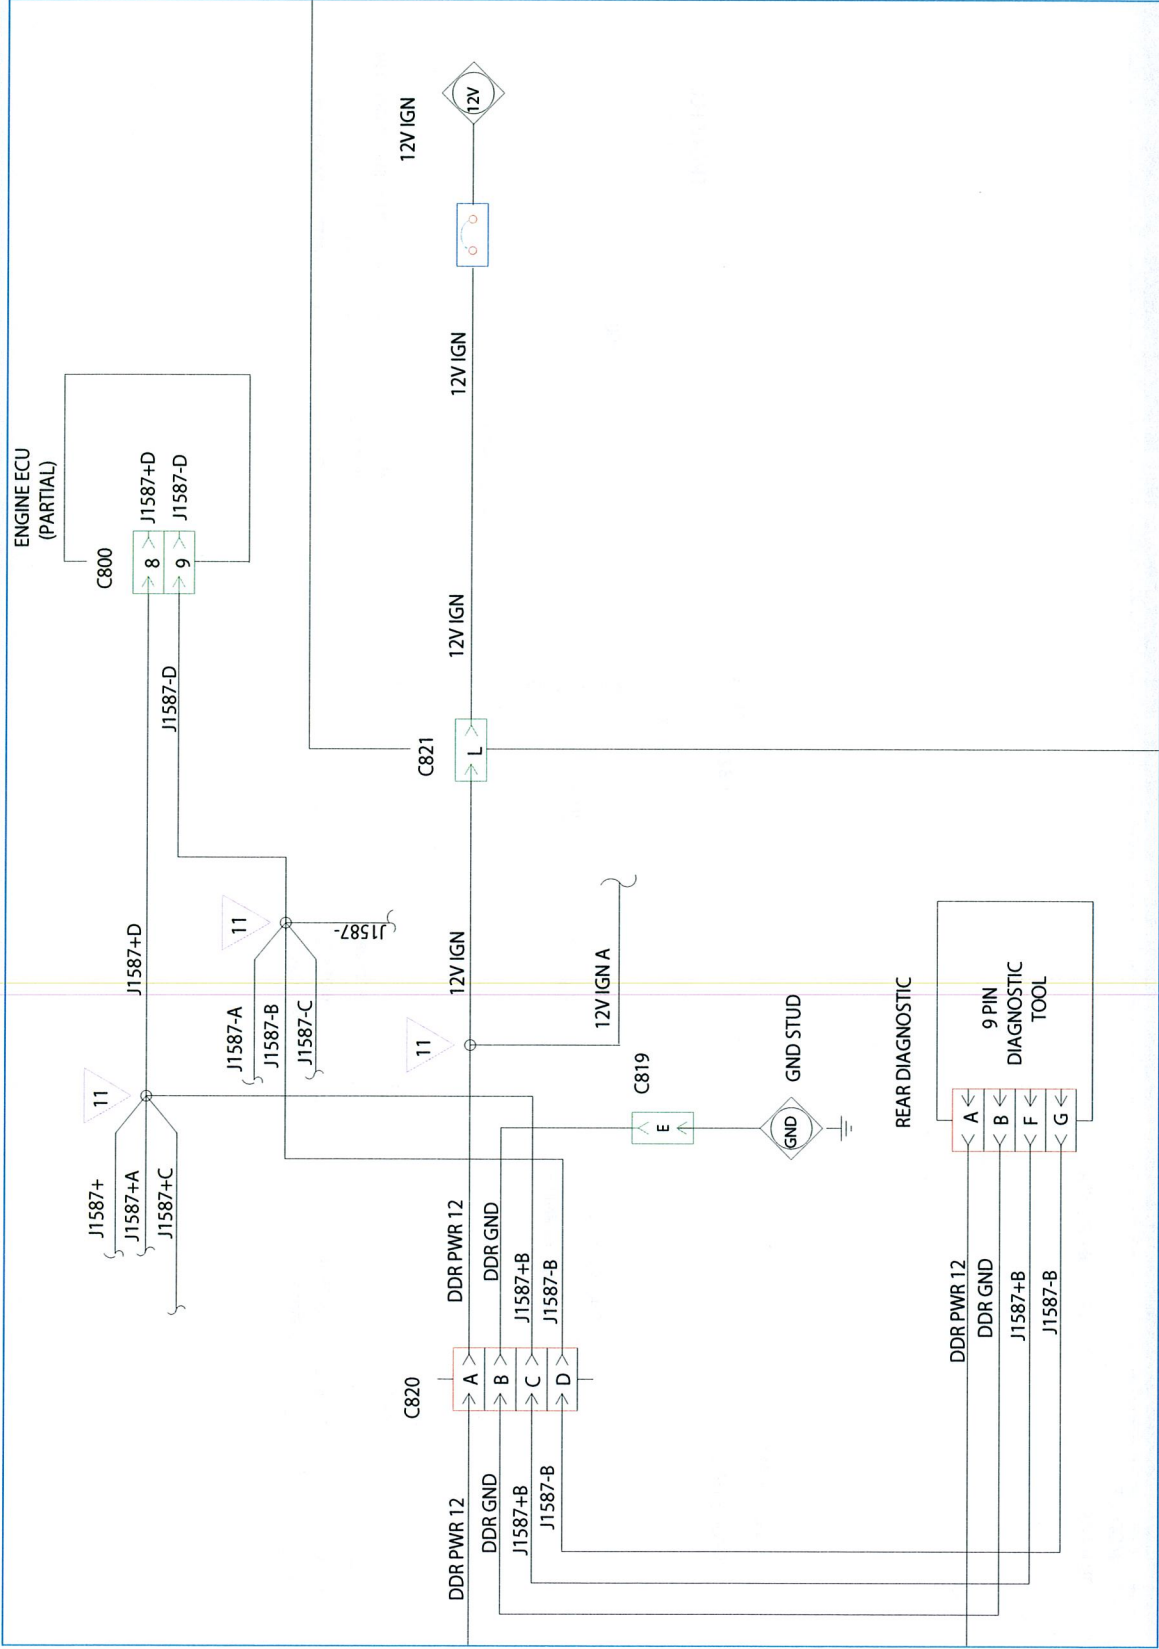 ENGINE ECU
(PARTIAL)
J1587+
11
C800
J1587+A
J1587+D
8
J1587+D
J1587+C
J1587-D
9
J1587-D
J1587-A
11
J1587-B
J1587-C
J1587-
C820
11
C821
12V IGN
DDR PWR 12
DDR PWR 12
12V IGN
12V IGN
12V IGN
A
L
12V
DDR GND
DDR GND
B
J1587+B
J1587+B
C
J1587-B
J1587-B
D
12V IGN A
C819
E
GND STUD
GND
REAR DIAGNOSTIC
DDR PWR 12
A
DDR GND
9 PIN
DIAGNOSTIC
TOOL
B
J1587+B
F
J1587-B
G